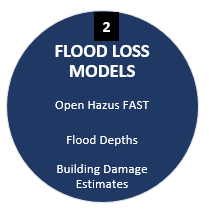 2
FLOOD LOSS
MODELS
Open Hazus FAST
Flood Depths
Building Damage
Estimates